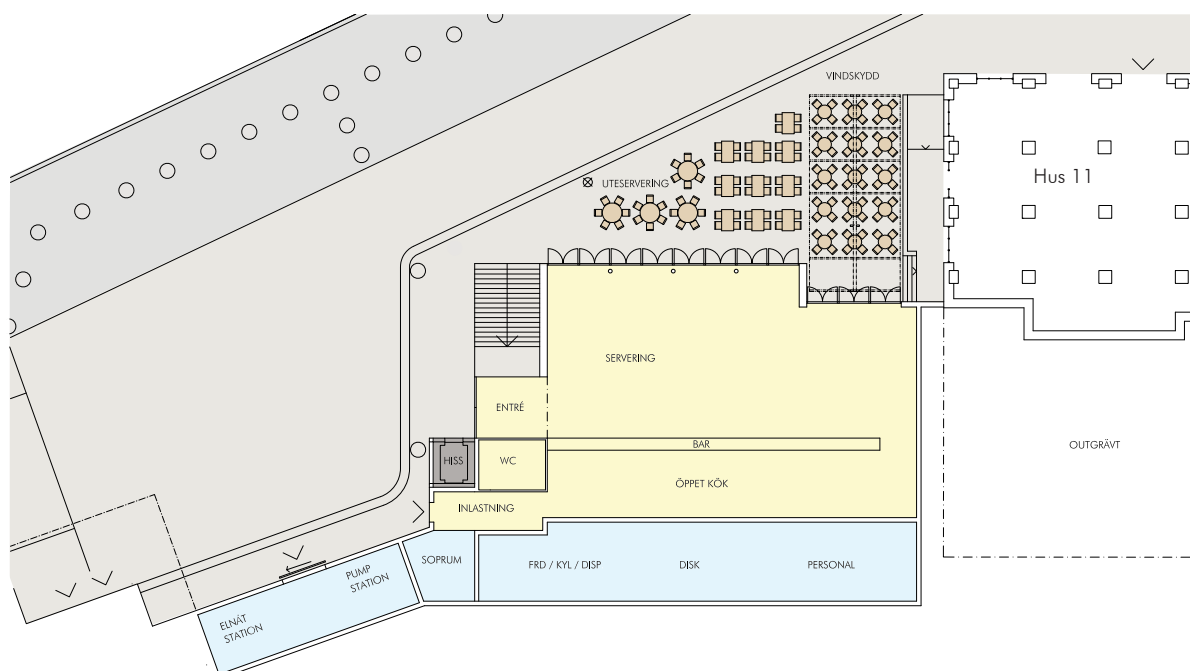 VINDSKYDD
Hus 11
UTESERVERING
SERVERING
ENTRÉ
BAR
OUTGRÄVT
HISS
WC
ÖPPET KÖK
INLASTNING
SOPRUM
FRD / KYL / DISP
DISK
PERSONAL
PUMP
STATION
ELNÄT
STATION